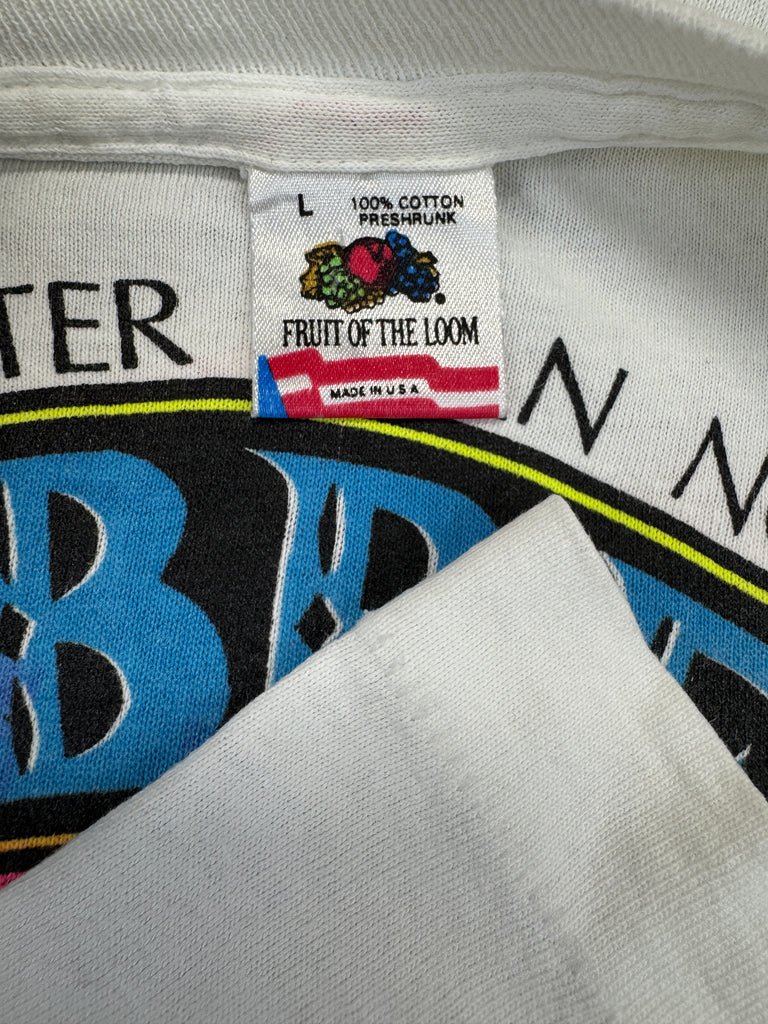 L
100% COTTON
PRESHRUNK
FRUIT OF THE LOOM
MADE IN U S A
TER
N N
B